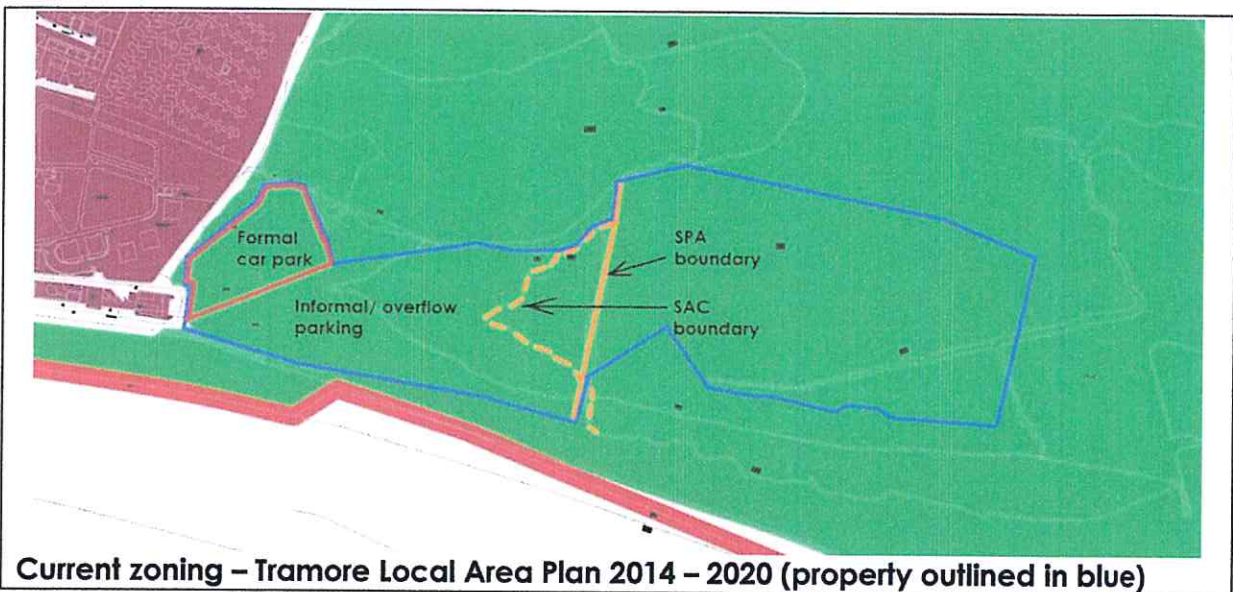 Formal
car park
Informal/ overflow
parking
SPA
boundary
SAC
boundary
Current zoning – Tramore Local Area Plan 2014 – 2020 (property outlined in blue)